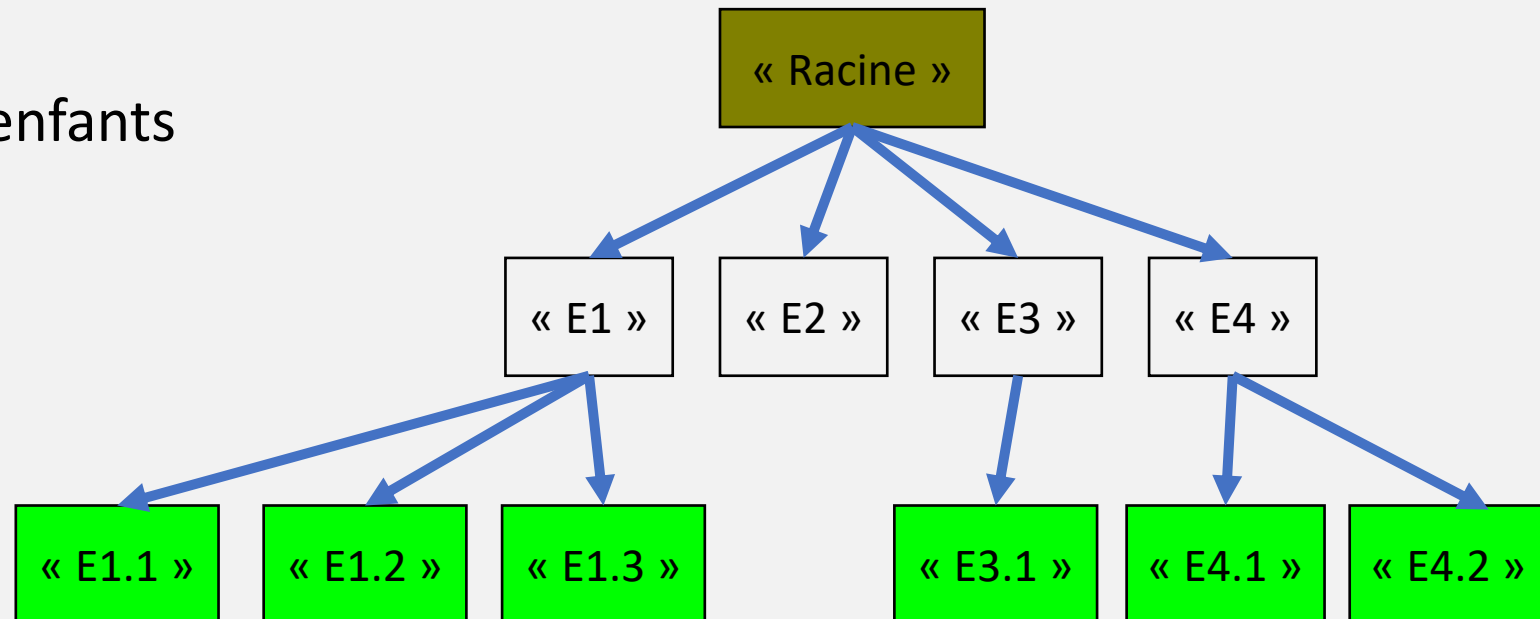 « Racine »
enfants
« E1 »
« E2 »
« E3 »
« E4 »
« E1.1 »
« E1.2 »
« E1.3 »
« E3.1 »
« E4.1 »
« E4.2 »